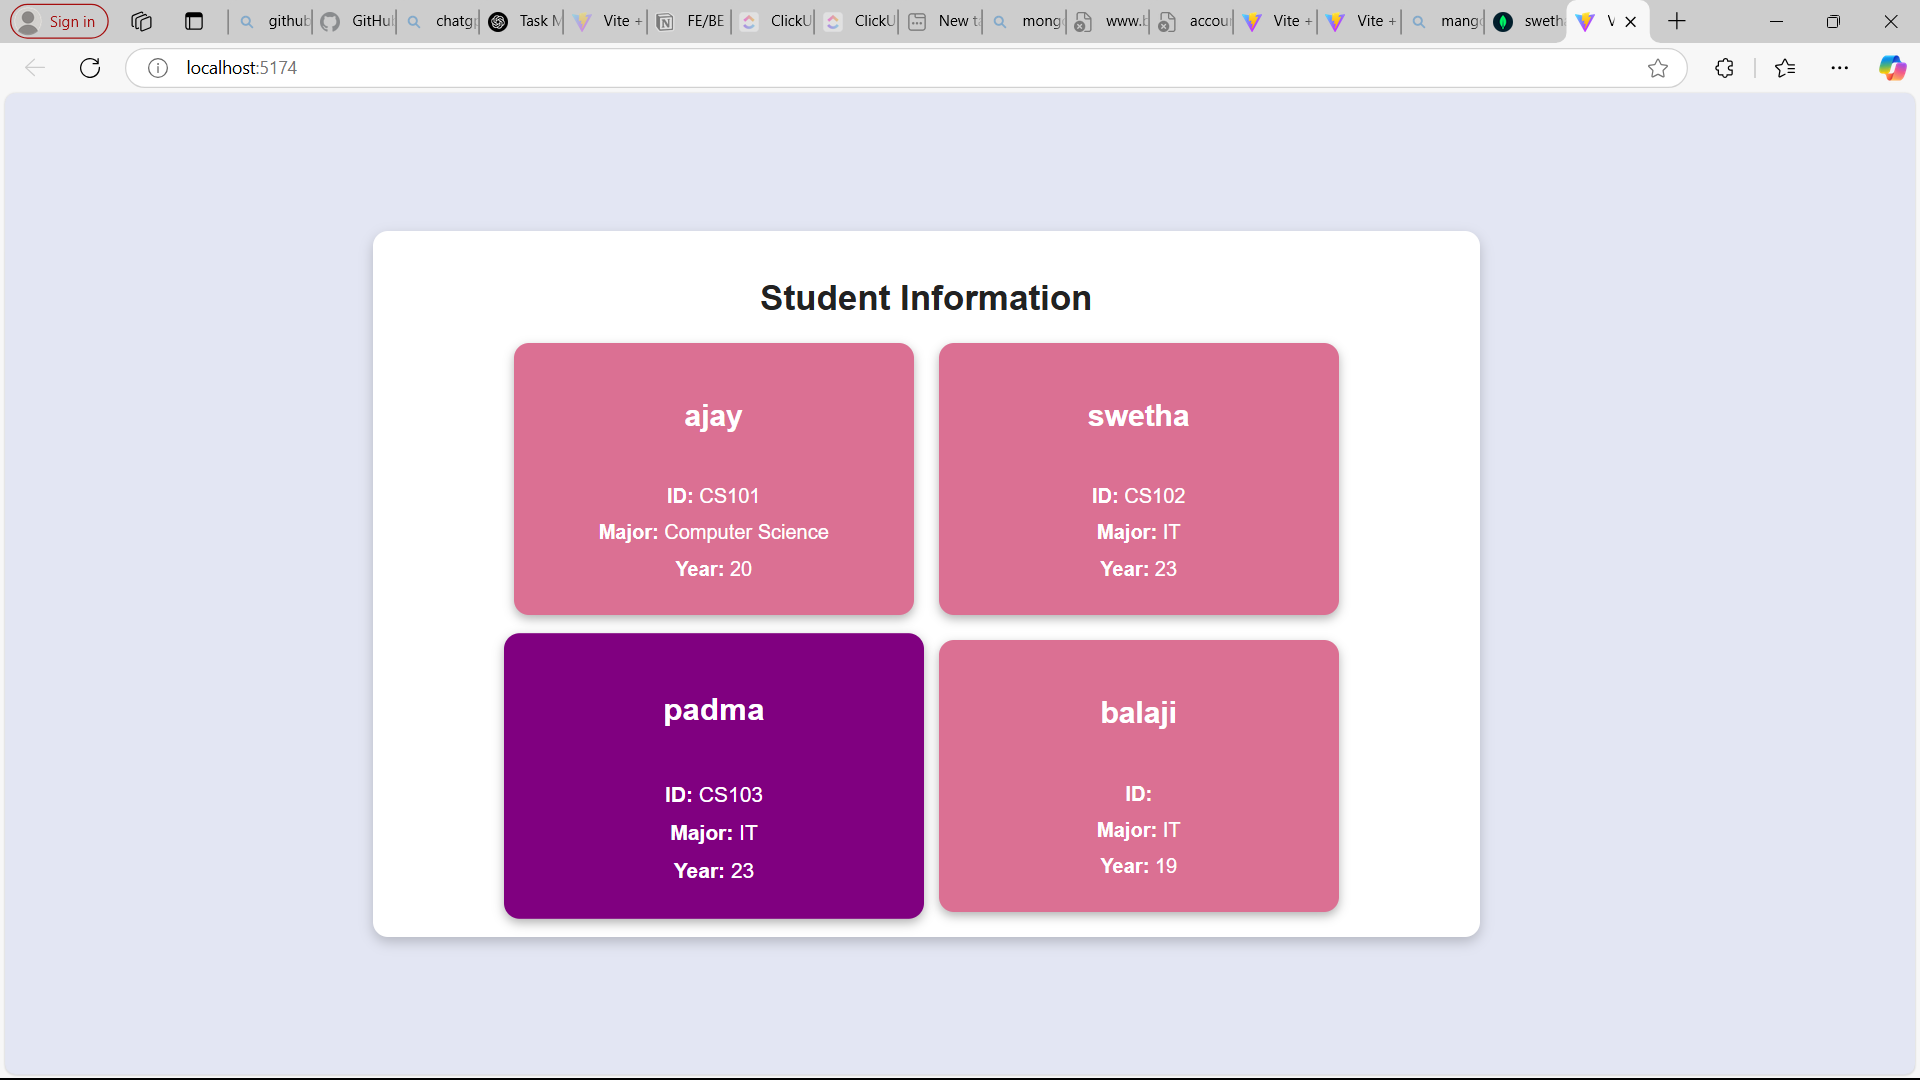 Sign in
github
GitHu
chatg
Task M
Vite +
FE/BE
ClickU
ClickU
New t
mong
www.b
accou
Vite +
Vite +
mang
sweth
localhost:5174
Student Information
ajay
ID: CS101
Major: Computer Science
Year: 20
swetha
ID: CS102
Major: IT
Year: 23
padma
ID: CS103
Major: IT
Year: 23
balaji
ID:
Major: IT
Year: 19